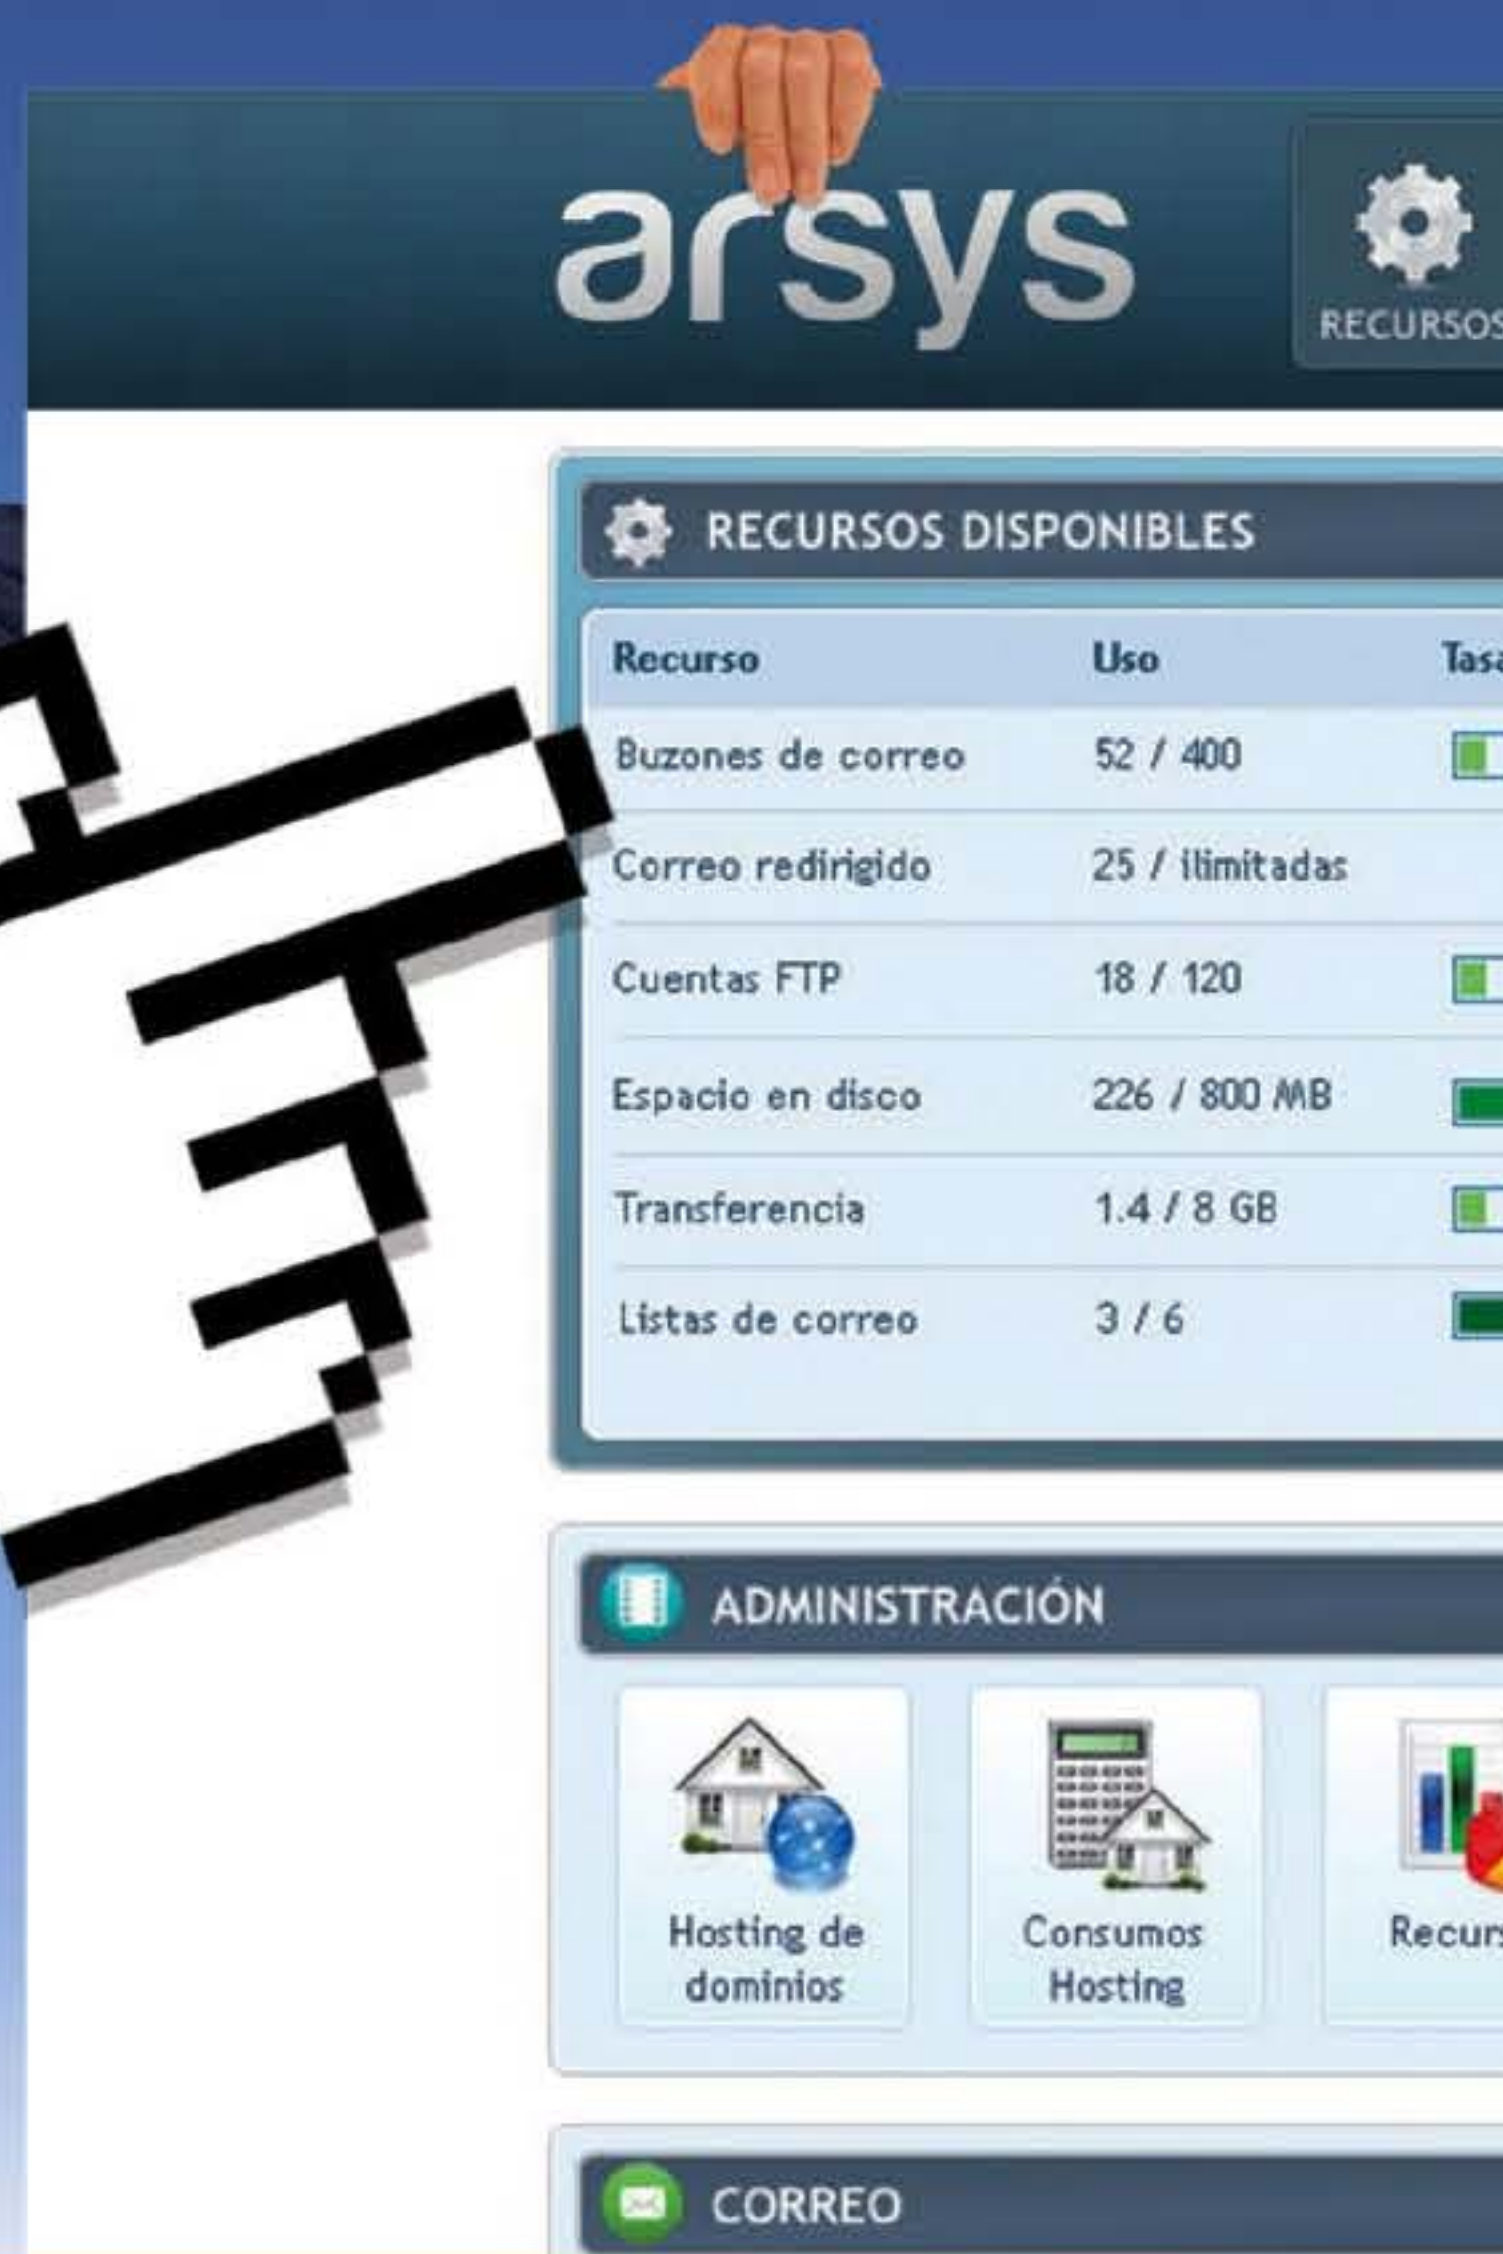 arsys
RECURSOS
RECURSOS DISPONIBLES
Recurso Uso Tasa
Buzones de correo 52 / 400
Correo redirigido 25 / ilimitadas
Cuentas FTP 18 / 120
Espacio en disco 226 / 800 MB
Transferencia 1.4 / 8 GB
Listas de correo 3 / 6
ADMINISTRACIÓN
Hosting de
dominios
Consumos
Hosting
Recurs
CORREO